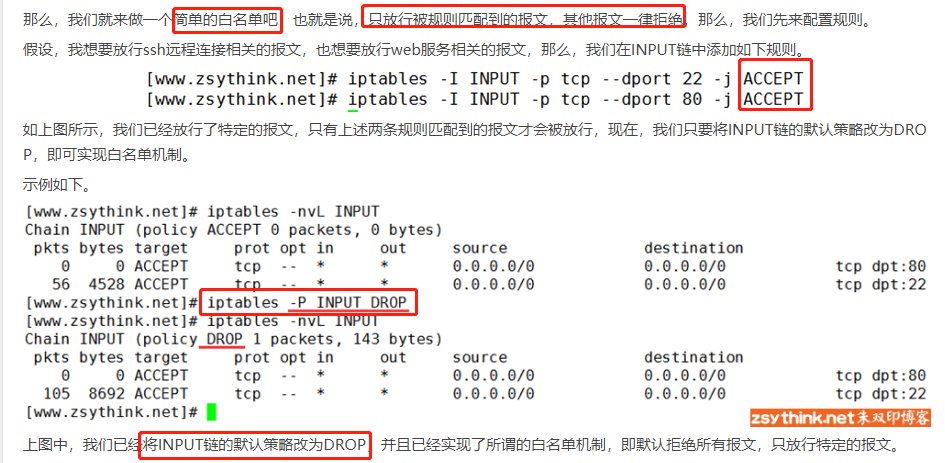 那么，我们就来做一个简单的白名单吧，也就是说，只放行被规则匹配到的报文，其他报文一律拒绝，那么，我们先来配置规则。
假设，我想要放行ssh远程连接相关的报文，也想要放行web服务相关的报文，那么，我们在INPUT链中添加如下规则。
[www.zsythink.net]# iptables -I INPUT -p tcp --dport 22 -j ACCEPT
[www.zsythink.net]# iptables -I INPUT -p tcp --dport 80 -j ACCEPT
如上图所示，我们已经放行了特定的报文，只有上述两条规则匹配到的报文才会被放行，现在，我们只要将INPUT链的默认策略改为DRO
P，即可实现白名单机制。
示例如下。
[www.zsythink.net]# iptables -nvL INPUT
Chain INPUT (policy ACCEPT 0 packets, 0 bytes)
pkts bytes target prot opt in out source destination
0 0 ACCEPT tcp -- * * 0.0.0.0/0 0.0.0.0/0 tcp dpt:80
56 4528 ACCEPT tcp -- * * 0.0.0.0/0 0.0.0.0/0 tcp dpt:22
[www.zsythink.net]# iptables -P INPUT DROP
[www.zsythink.net]# iptables -nvL INPUT
Chain INPUT (policy DROP 1 packets, 143 bytes)
pkts bytes target prot opt in out source destination
0 0 ACCEPT tcp -- * * 0.0.0.0/0 0.0.0.0/0 tcp dpt:80
105 8692 ACCEPT tcp -- * * 0.0.0.0/0 0.0.0.0/0 tcp dpt:22
[www.zsythink.net]#
zsythink.net朱双印博客
上图中，我们已经将INPUT链的默认策略改为DROP，并且已经实现了所谓的白名单机制，即默认拒绝所有报文，只放行特定的报文。